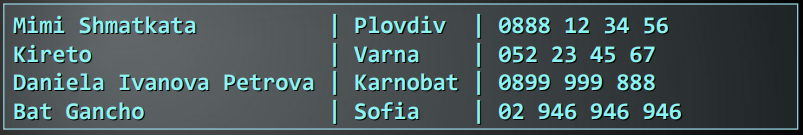 Mimi Shmatkata          | Plovdiv  | 0888 12 34 56
Kireto                  | Varna    | 052 23 45 67
Daniela Ivanova Petrova | Karnobat | 0899 999 888
Bat Gancho              | Sofia    | 02 946 946 946